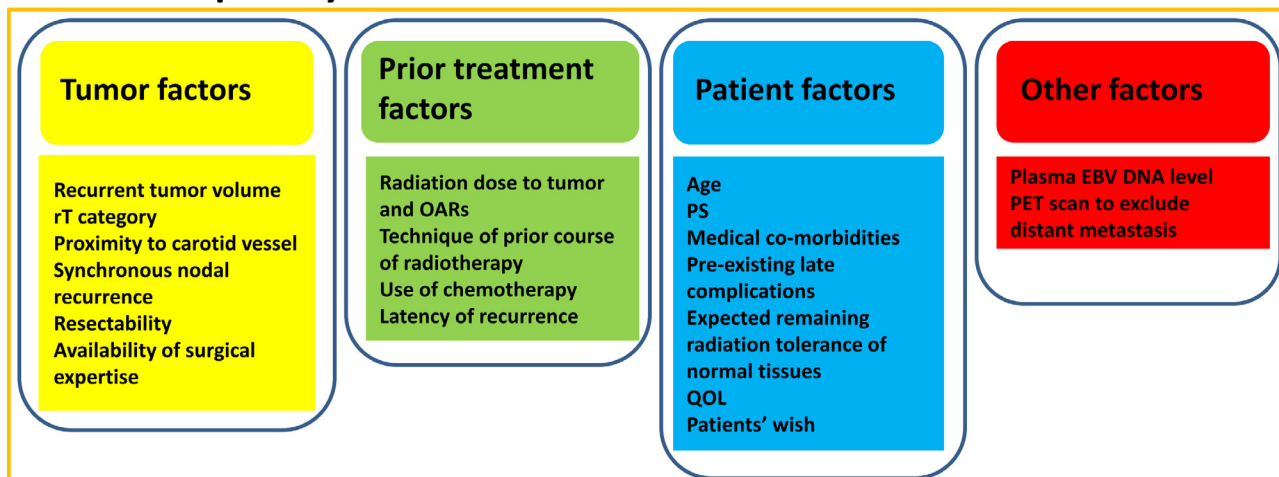 Tumor factors
Recurrent tumor volume
rT category
Proximity to carotid vessel
Synchronous nodal
recurrence
Resectability
Availability of surgical
expertise
Prior treatment
factors
Radiation dose to tumor
and OARs
Technique of prior course
of radiotherapy
Use of chemotherapy
Latency of recurrence
Patient factors
Age
PS
Medical co-morbidities
Pre-existing late
complications
Expected remaining
radiation tolerance of
normal tissues
QOL
Patients’ wish
Other factors
Plasma EBV DNA level
PET scan to exclude
distant metastasis